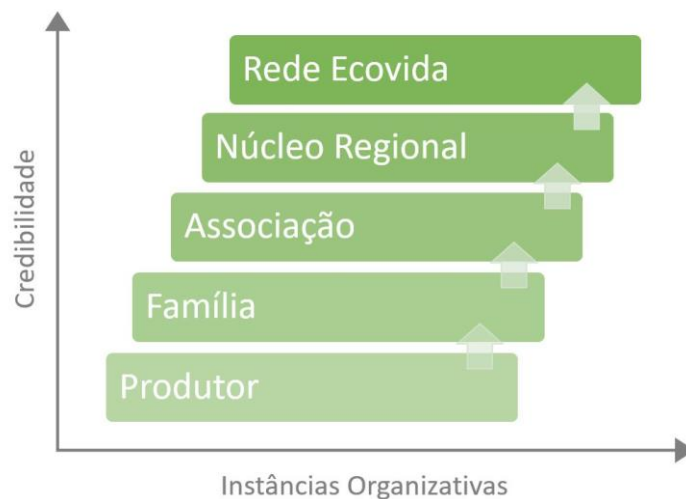 Rede Ecovida
Núcleo Regional
Associação
Família
Produtor
Credibilidade
Instâncias Organizativas